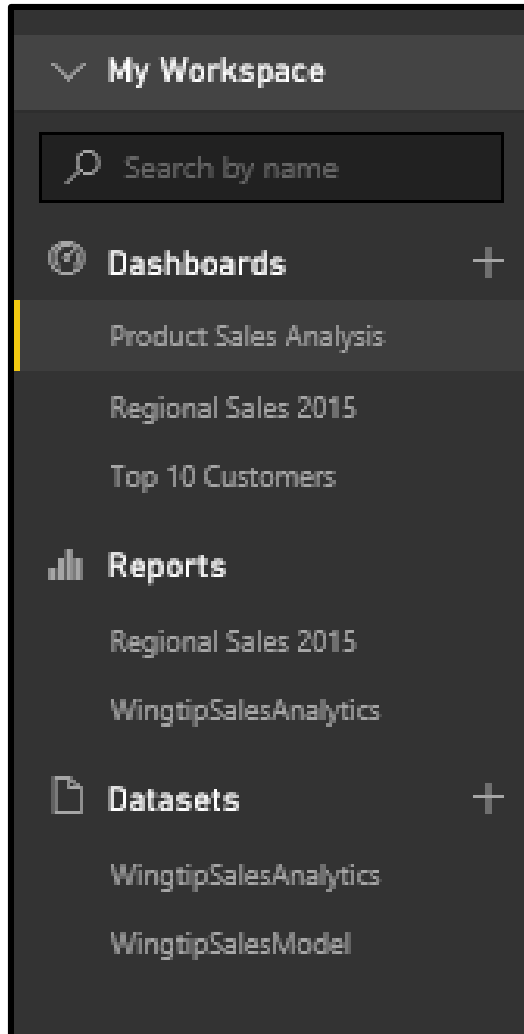 My Workspace
Search by name
Dashboards
Product Sales Analysis
Regional Sales 2015
Top 10 Customers
Reports
Regional Sales 2015
WingtipSalesAnalytics
Datasets
WingtipSalesAnalytics
WingtipSalesModel